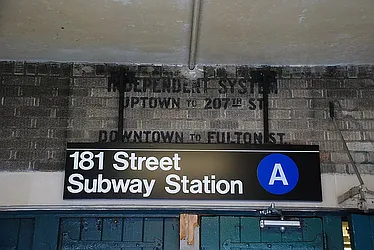 INDEPENDENT SYSTEM
UPTOWN TO 207TH ST.
DOWNTOWN TO FULTON ST.
181 Street
Subway Station
A